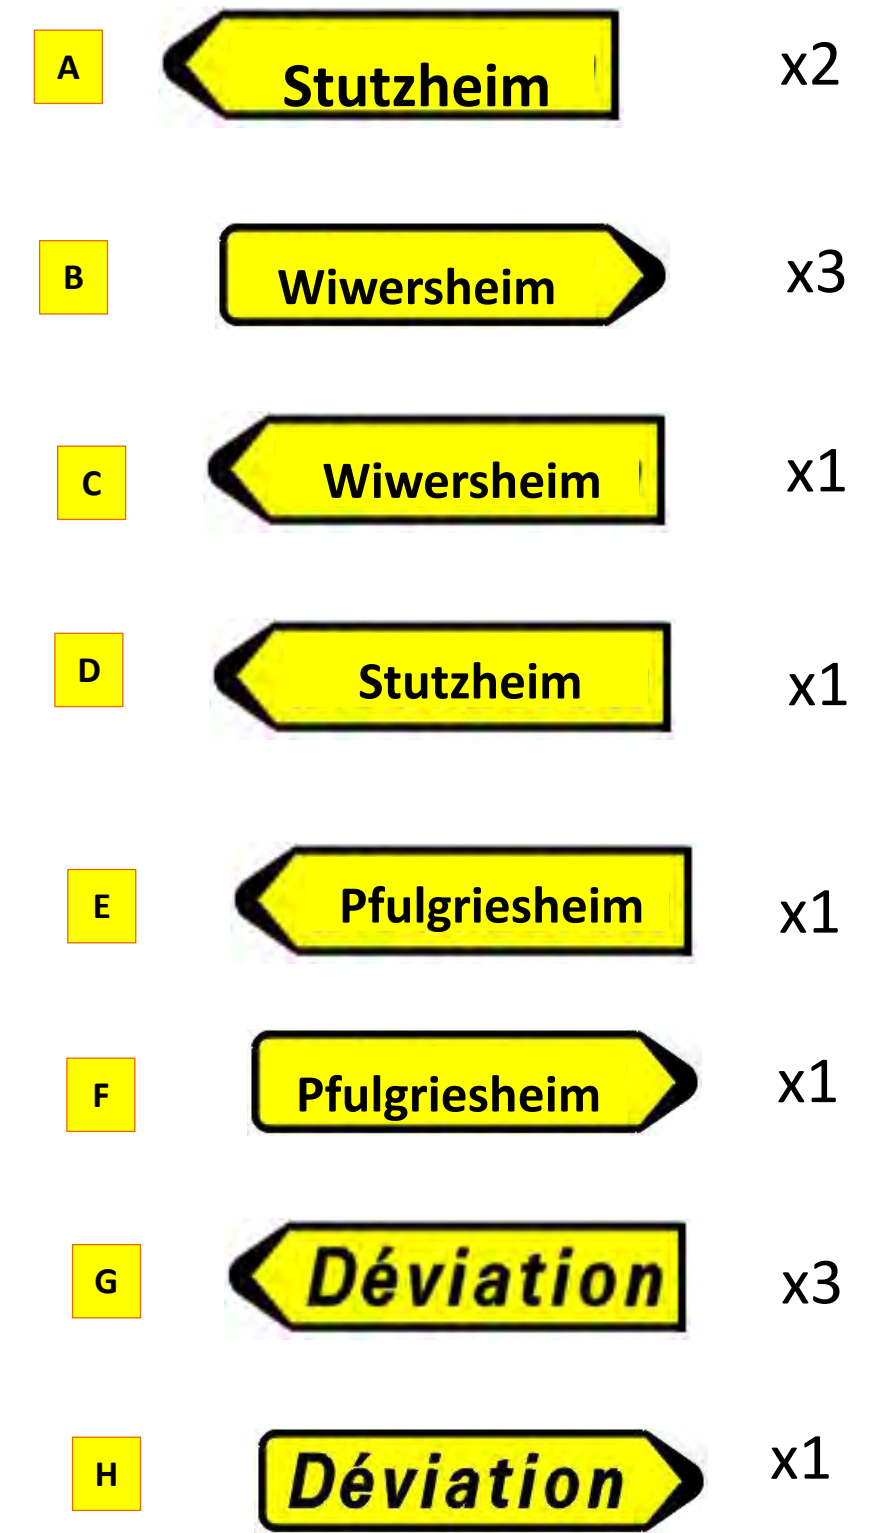 A Stutzheim x2
B Wiwersheim x3
C Wiwersheim x1
D Stutzheim x1
E Pfulgriesheim x1
F Pfulgriesheim x1
G Déviation x3
H Déviation x1